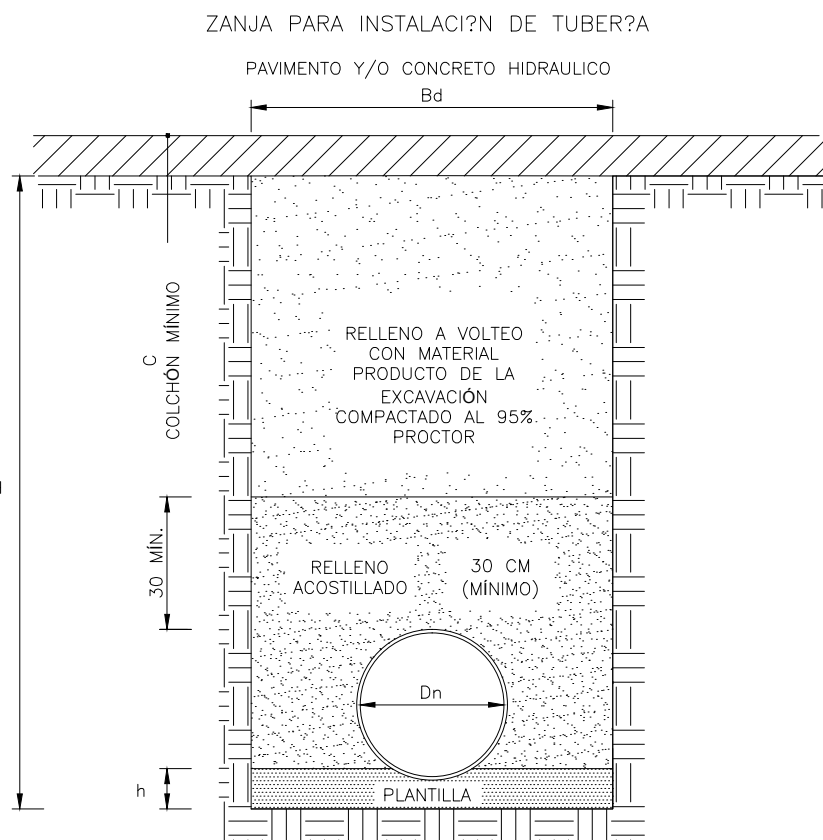 ZANJA PARA INSTALACI?N DE TUBER?A
PAVIMENTO Y/O CONCRETO HIDRAULICO
Bd
C
COLCHÓN MÍNIMO
RELLENO A VOLTEO
CON MATERIAL
PRODUCTO DE LA
EXCAVACIÓN
COMPACTADO AL 95%
PROCTOR
30 MÍN.
RELLENO
ACOSTILLADO
30 CM
(MÍNIMO)
Dn
h
PLANTILLA